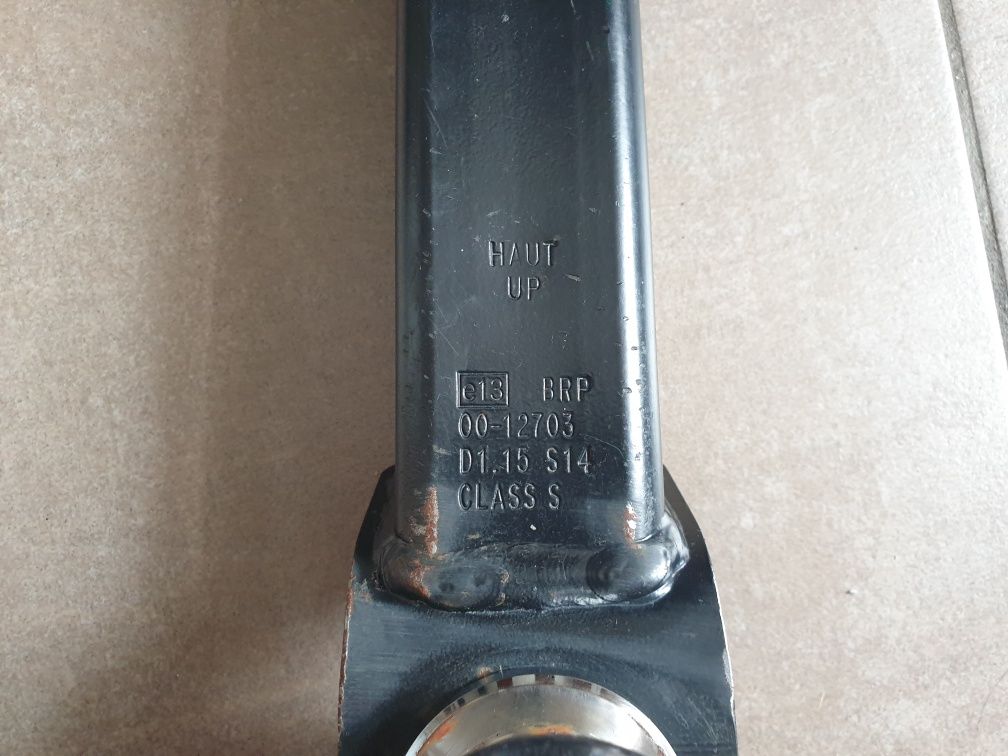 HAUT
UP
e13 BRP
00-12703
D1.15 S14
CLASS S